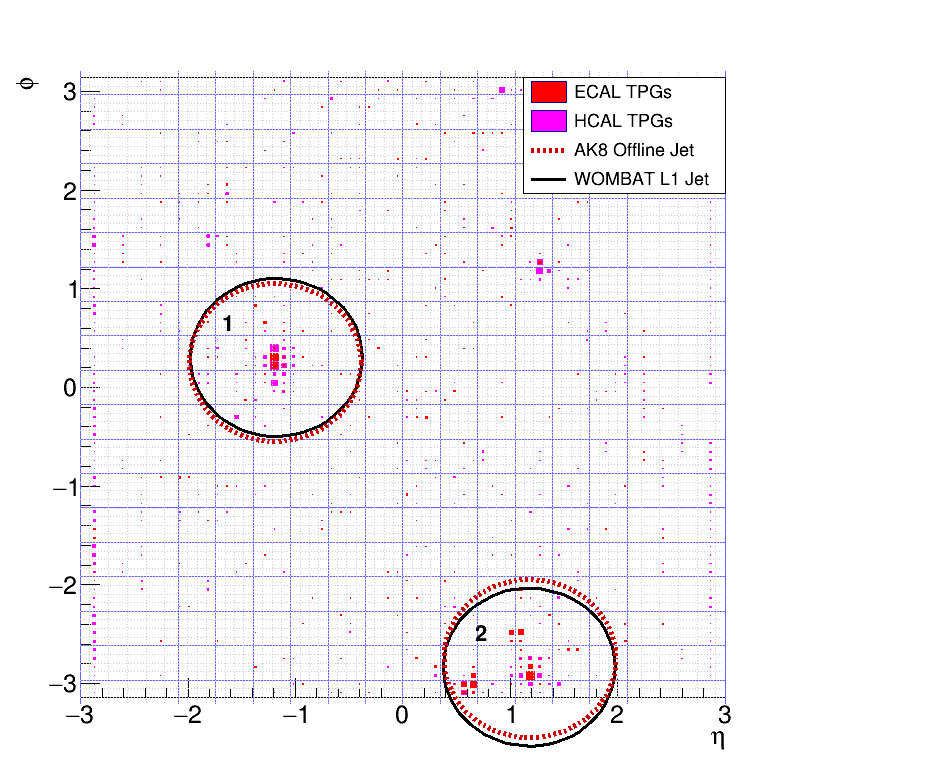 ϕ
3
2
1
0
−1
−2
−3
ECAL TPGs
HCAL TPGs
AK8 Offline Jet
WOMBAT L1 Jet
1
2
−3 −2 −1 0 1 2 3
η